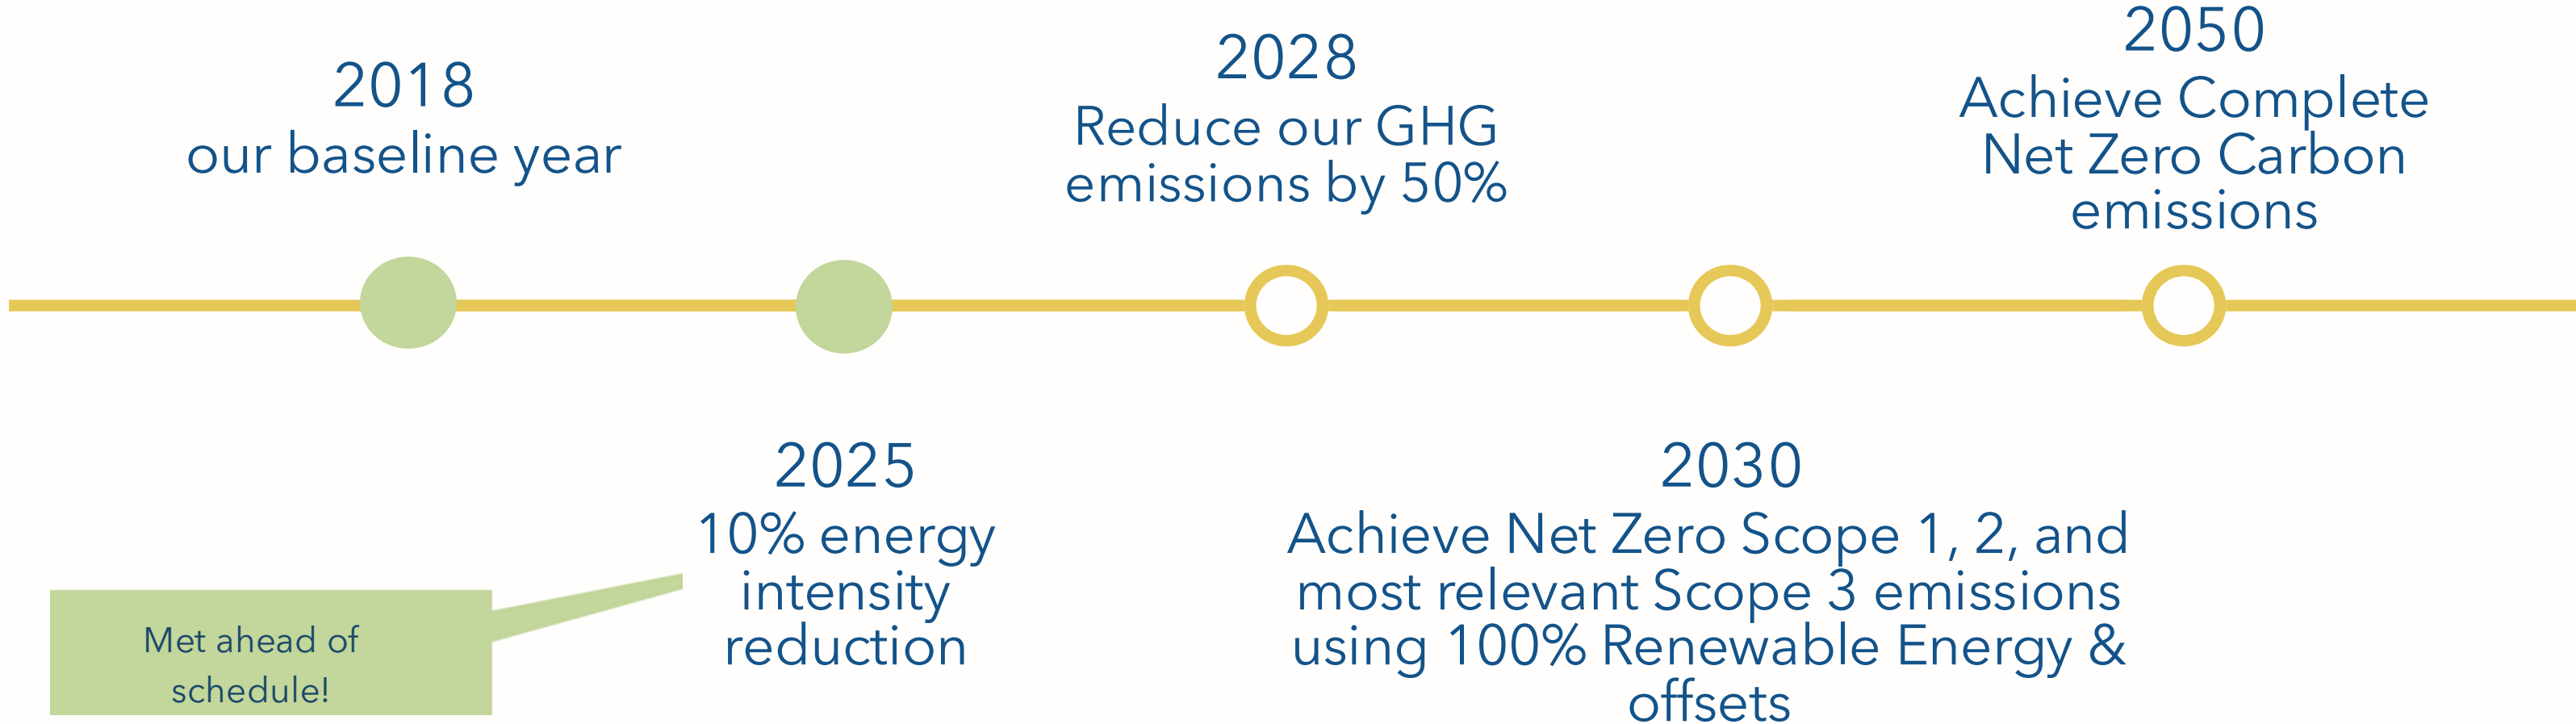 2018
our baseline year
2028
Reduce our GHG
emissions by 50%
2050
Achieve Complete
Net Zero Carbon
emissions
2025
10% energy
intensity
reduction
Met ahead of
schedule!
2030
Achieve Net Zero Scope 1, 2, and
most relevant Scope 3 emissions
using 100% Renewable Energy &
offsets